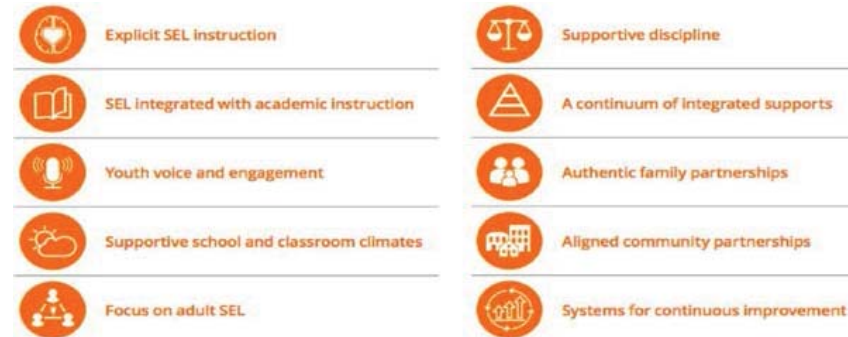 Explicit SEL instruction
SEL integrated with academic instruction
Youth voice and engagement
Supportive school and classroom climates
Focus on adult SEL
Supportive discipline
A continuum of integrated supports
Authentic family partnerships
Aligned community partnerships
Systems for continuous improvement